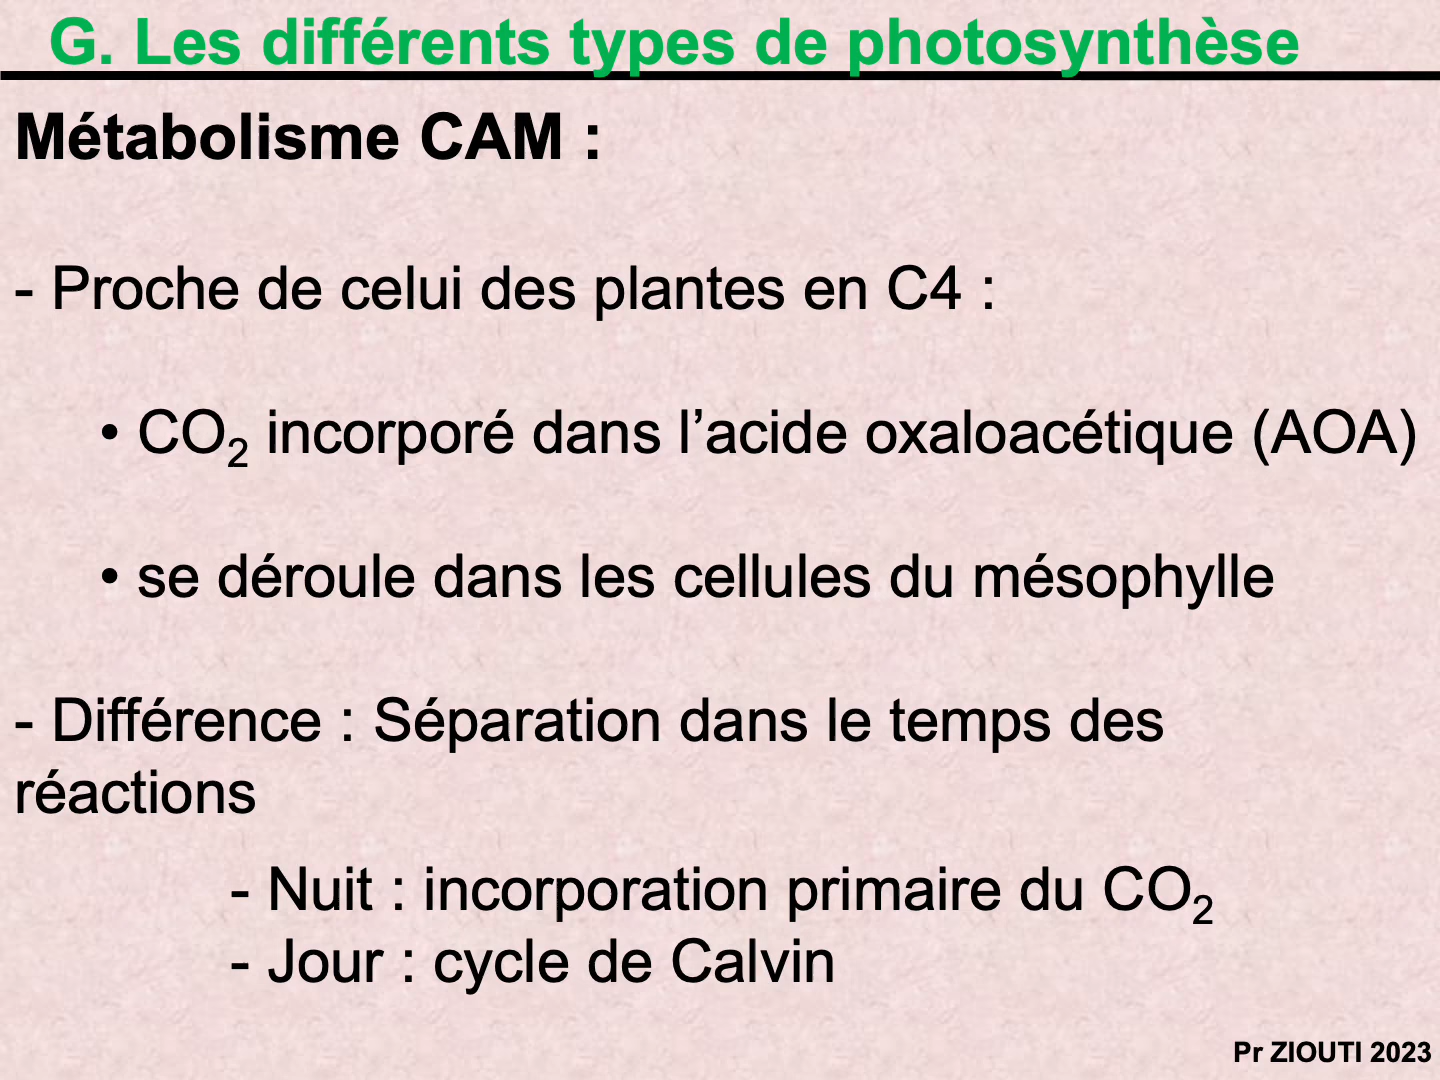 G. Les différents types de photosynthèse
Métabolisme CAM :
- Proche de celui des plantes en C4 :
• CO₂ incorporé dans l’acide oxaloacétique (AOA)
• se déroule dans les cellules du mésophylle
- Différence : Séparation dans le temps des
réactions
- Nuit : incorporation primaire du CO₂
- Jour : cycle de Calvin
Pr ZIOUTI 2023